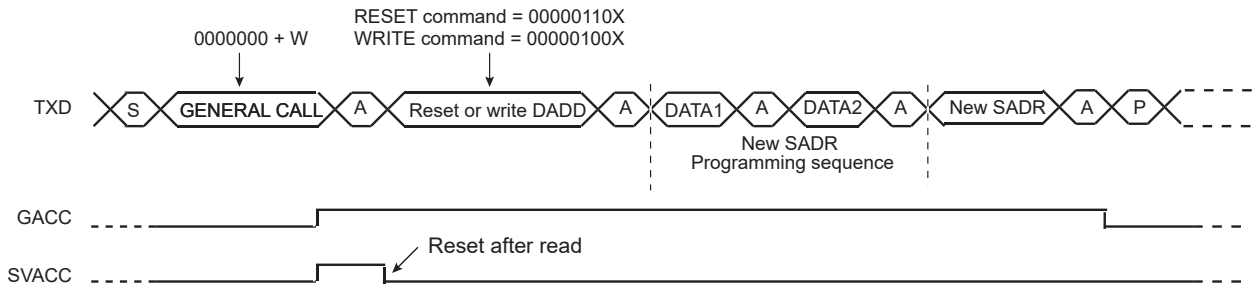 RESET command = 00000110X
0000000 + W
WRITE command = 00000100X
TXD S GENERAL CALL A Reset or write DADD A DATA1 A DATA2 A New SADR A P
New SADR
Programming sequence
GACC
Reset after read
SVACC